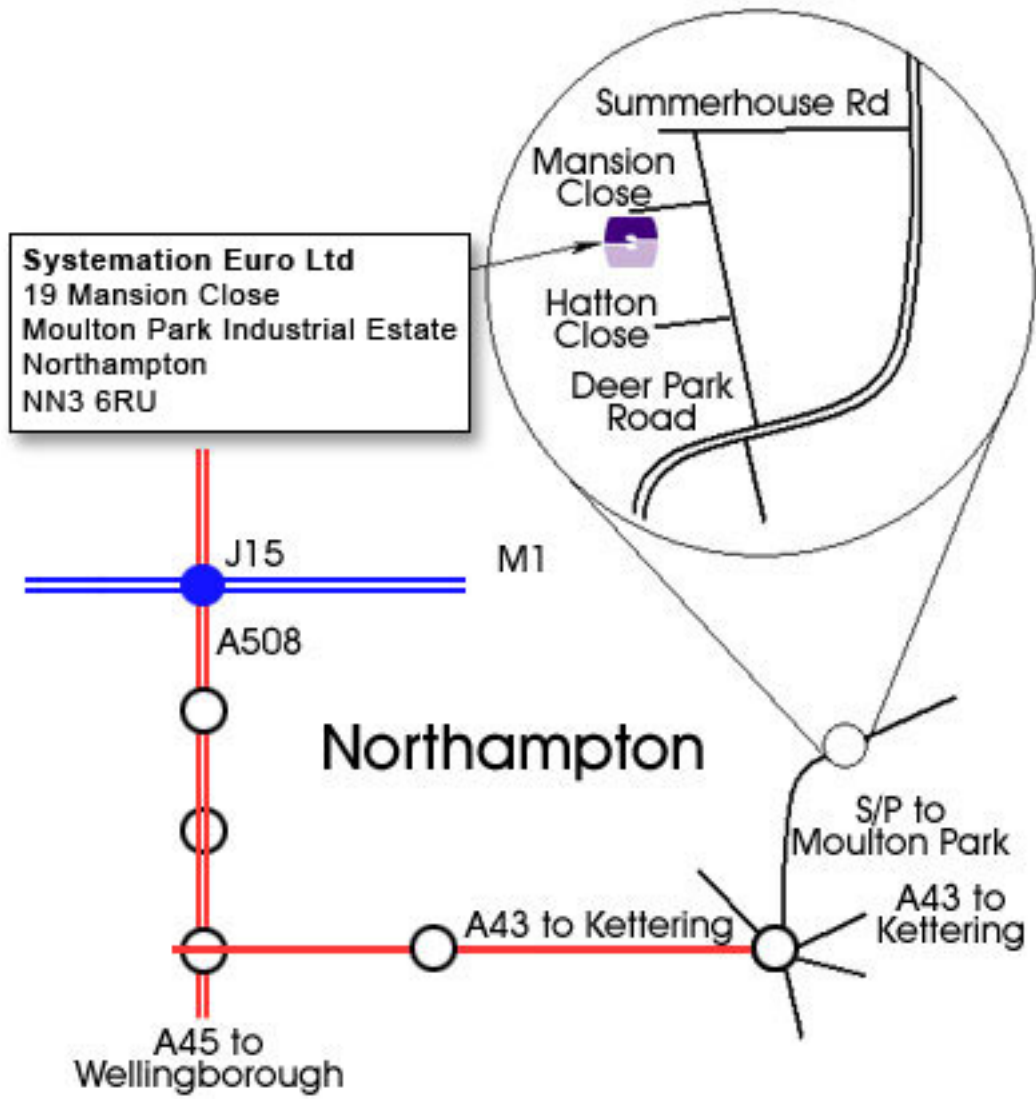 Summerhouse Rd
Mansion
Close
Systemation Euro Ltd
19 Mansion Close
Moulton Park Industrial Estate
Northampton
NN3 6RU
Hatton
Close
Deer Park
Road
J15
M1
A508
Northampton
S/P to
Moulton Park
A43 to Kettering
A43 to
Kettering
A45 to
Wellingborough